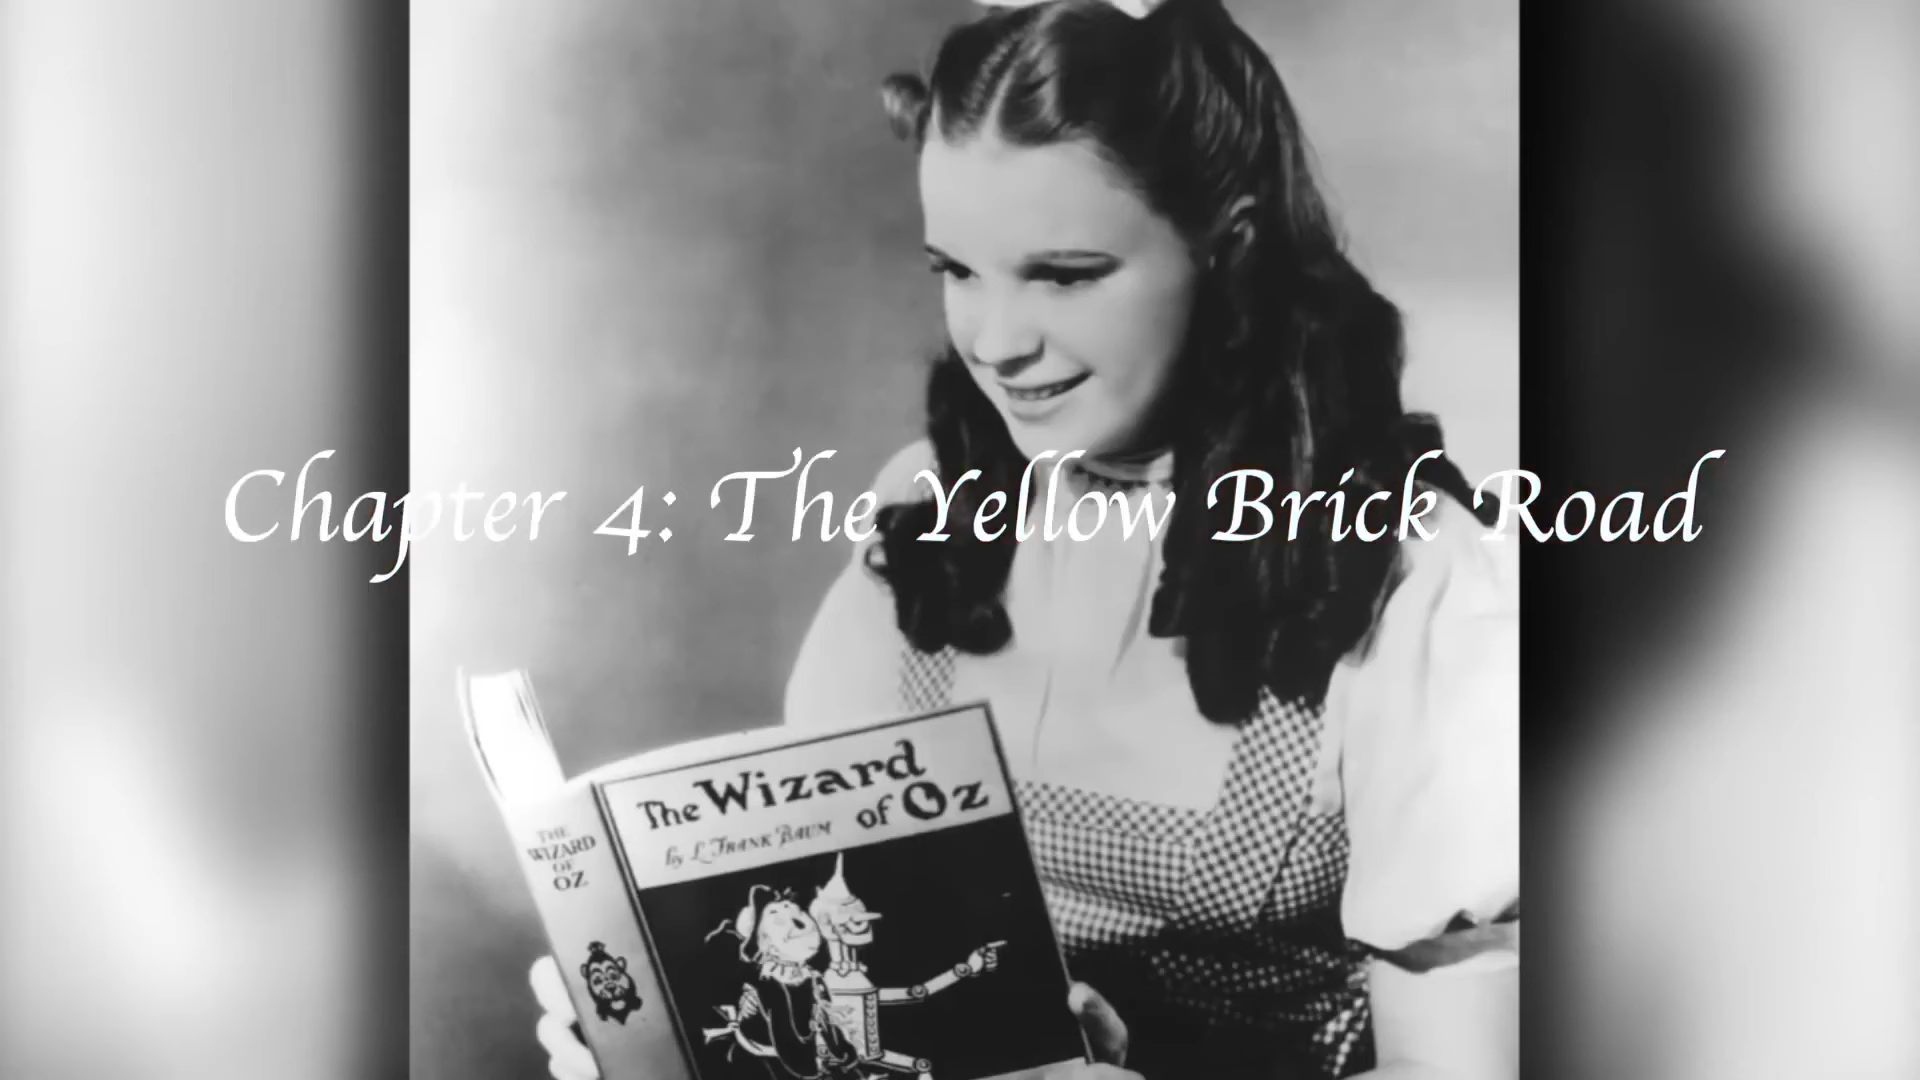 Chapter 4: The Yellow Brick Road
The Wizard
of Oz
by L. Frank Baum
THE
WIZARD
OF
OZ